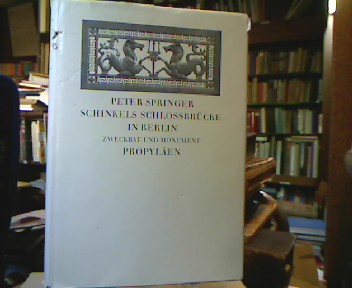 PETER SPRINGER
SCHINKELS SCHLOSSBRÜCKE
IN BERLIN
ZWECKBAU UND MONUMENT
PROPYLÄEN